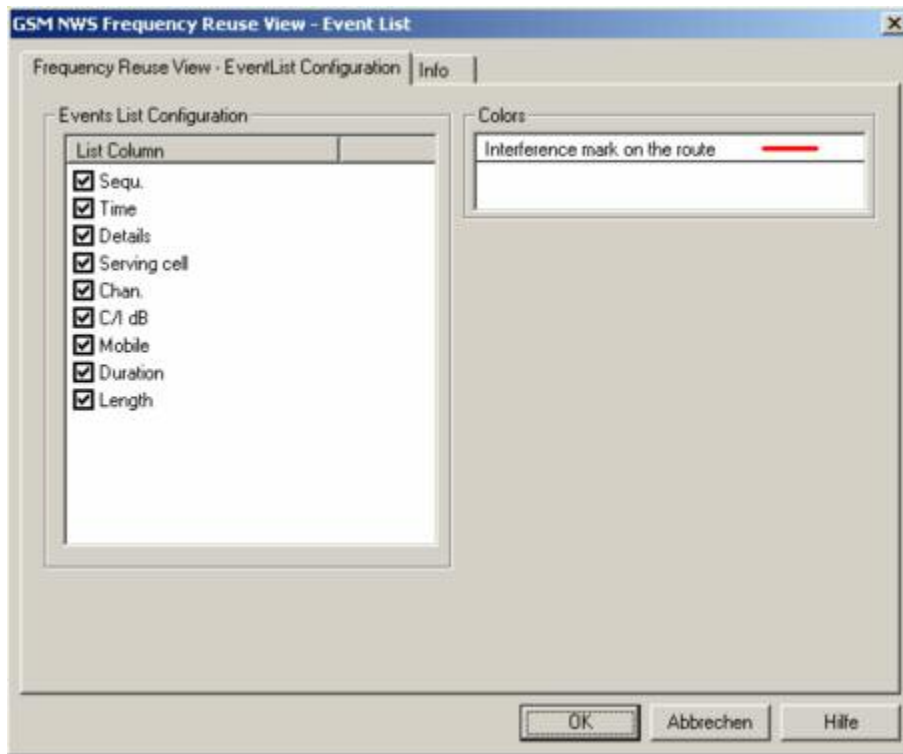 GSM NWS Frequency Reuse View - Event List
Frequency Reuse View - EventList Configuration
Info
Events List Configuration
List Column
Sequ.
Time
Details
Serving cell
Chan.
C/I dB
Mobile
Duration
Length
Colors
Interference mark on the route
OK
Abbrechen
Hilfe